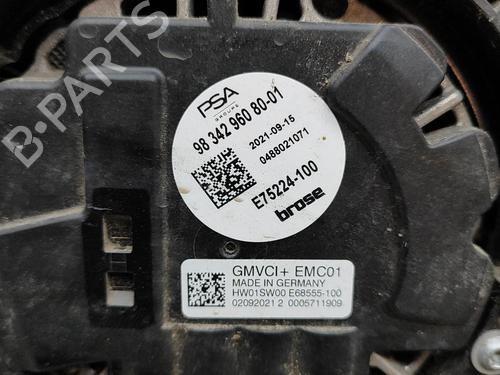 PSA
GROUPE
98 342 960 80-01
2021-09-15
0488021071
E75224-100
brose
GMVCI+ EMC01
MADE IN GERMANY
HW01SW00 E68555-100
02092021 2 0005711909
B-PARTS